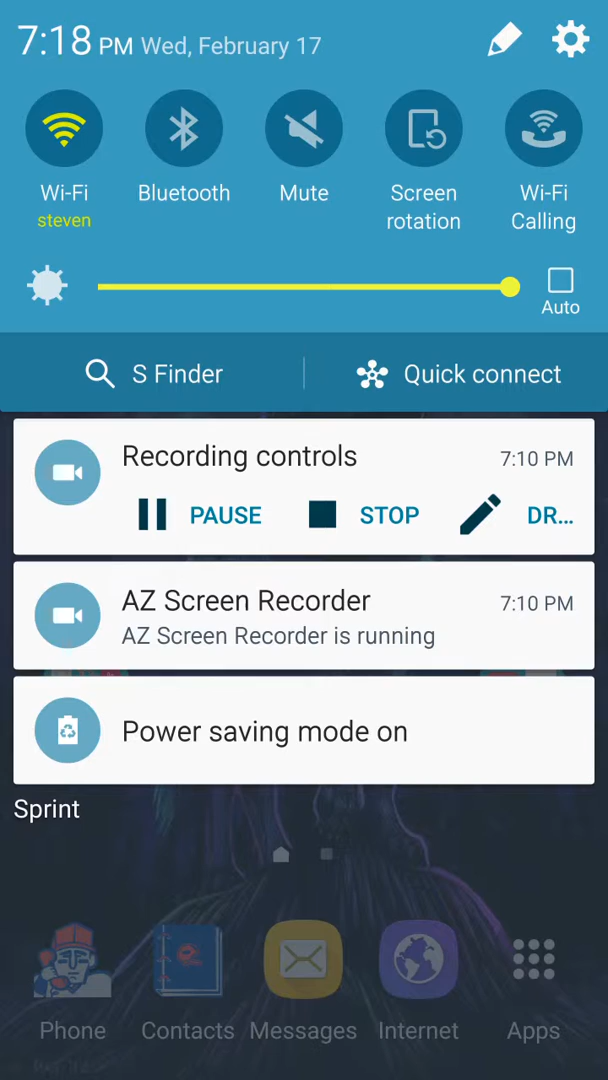 7:18 PM Wed, February 17
Wi-Fi
steven
Bluetooth
Mute
Screen
rotation
Wi-Fi
Calling
Auto
S Finder
Quick connect
Recording controls
7:10 PM
PAUSE
STOP
DR...
AZ Screen Recorder
7:10 PM
AZ Screen Recorder is running
Power saving mode on
Sprint
Phone
Contacts
Messages
Internet
Apps